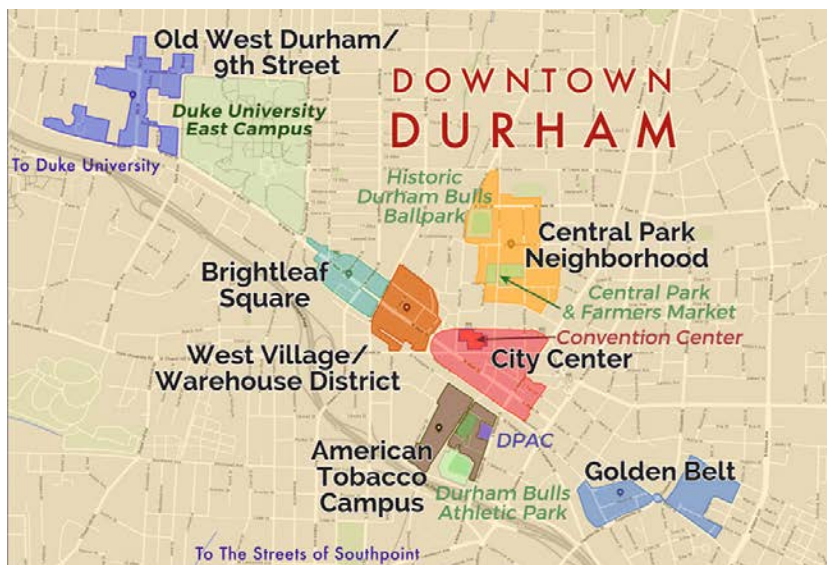 Old West Durham/
9th Street
DOWNTOWN
DURHAM
Duke University
East Campus
To Duke University
Historic
Durham Bulls
Ballpark
Central Park
Neighborhood
Brightleaf
Square
Central Park
& Farmers Market
Convention Center
City Center
West Village/
Warehouse District
DPAC
American
Tobacco
Campus
Golden Belt
Durham Bulls
Athletic Park
To The Streets of Southpoint